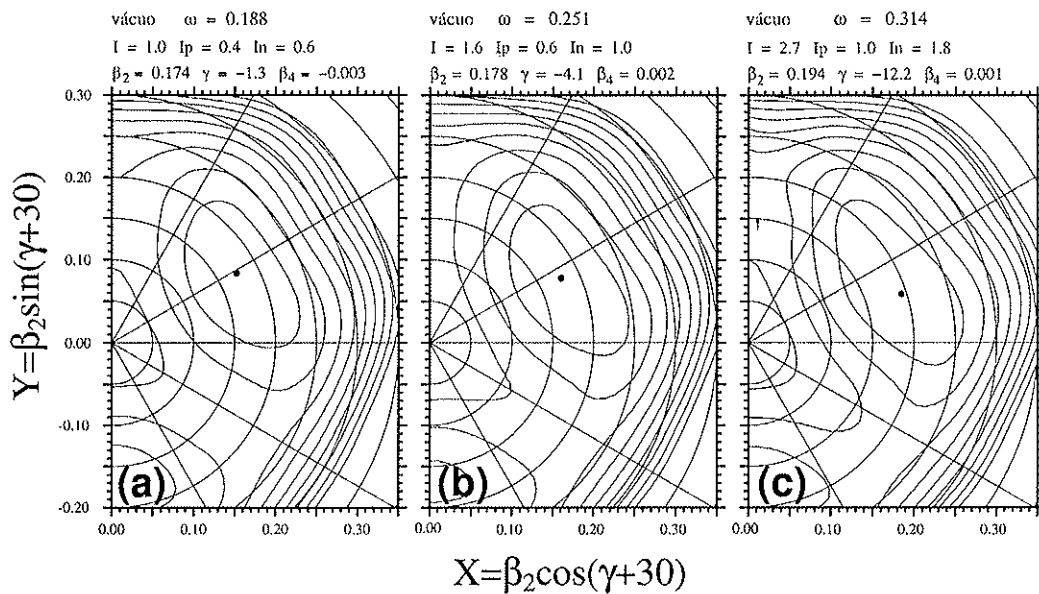 vácuo ω = 0.188
I = 1.0 Ip = 0.4 In = 0.6
β2 = 0.174 γ = −1.3 β4 = −0.003
vácuo ω = 0.251
I = 1.6 Ip = 0.6 In = 1.0
β2 = 0.178 γ = −4.1 β4 = 0.002
vácuo ω = 0.314
I = 2.7 Ip = 1.0 In = 1.8
β2 = 0.194 γ = −12.2 β4 = 0.001
Y=β2sin(γ+30)
0.30
0.20
0.10
0.00
-0.10
-0.20
(a)
(b)
(c)
0.00 0.10 0.20 0.30
0.00 0.10 0.20 0.30
0.00 0.10 0.20 0.30
X=β2cos(γ+30)